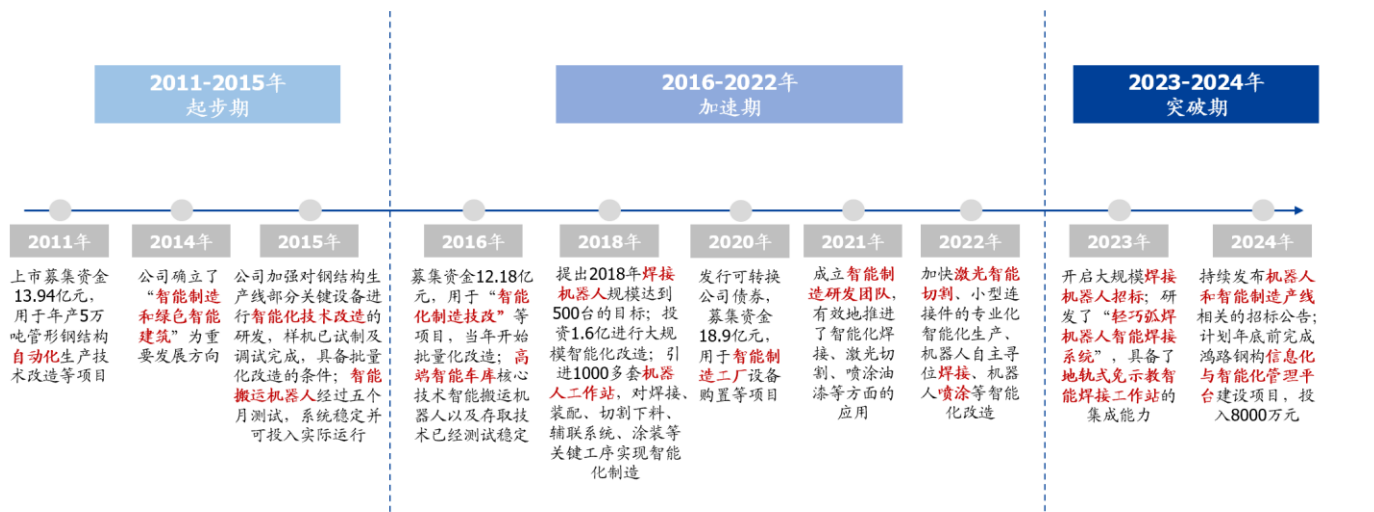 2011-2015年
起步期
2016-2022年
加速期
2023-2024年
突破期
2011年
上市募集资金
13.94亿元，
用于年产5万
吨管形钢结构
自动化生产技
术改造等项目
2014年
公司确立了
“智能制造
和绿色智能
建筑”为重
要发展方向
2015年
公司加强对钢结构生
产线部分关键设备进
行智能化技术改造的
研发，样机已试制及
调试完成，具备批量
化改造的条件；智能
搬运机器人经过五个
月测试，系统稳定并
可投入实际运行
2016年
募集资金12.18亿
元，用于“智能
化制造技改”等
项目，当年开始
批量化改造；高
端智能车库核心
技术智能搬运机
器人以及存取技
术已经测试稳定
2018年
提出2018年焊接
机器人规模达到
500台的目标；投
资1.6亿进行大规
模智能化改造；引
进1000多套机器
人工作站，对焊接、
装配、切割下料、
辅联系统、涂装等
关键工序实现智能
化制造
2020年
发行可转换
公司债券，
募集资金
18.9亿元，
用于智能制
造工厂设备
购置等项目
2021年
成立智能制
造研发团队，
有效地推进
了智能化焊
接、激光切
割、喷涂油
漆等方面的
应用
2022年
加快激光智能
切割、小型连
接件的专业化
智能化生产、
机器人自主寻
位焊接、机器
人喷涂等智能
化改造
2023年
开启大规模焊接
机器人招标；研
发了“轻巧弧焊
机器人智能焊接
系统”，具备了
地轨式免示教智
能焊接工作站的
集成能力
2024年
持续发布机器人
和智能制造产线
相关的招标公告；
计划年底前完成
鸿路钢构信息化
与智能化管理平
台建设项目，投
入8000万元